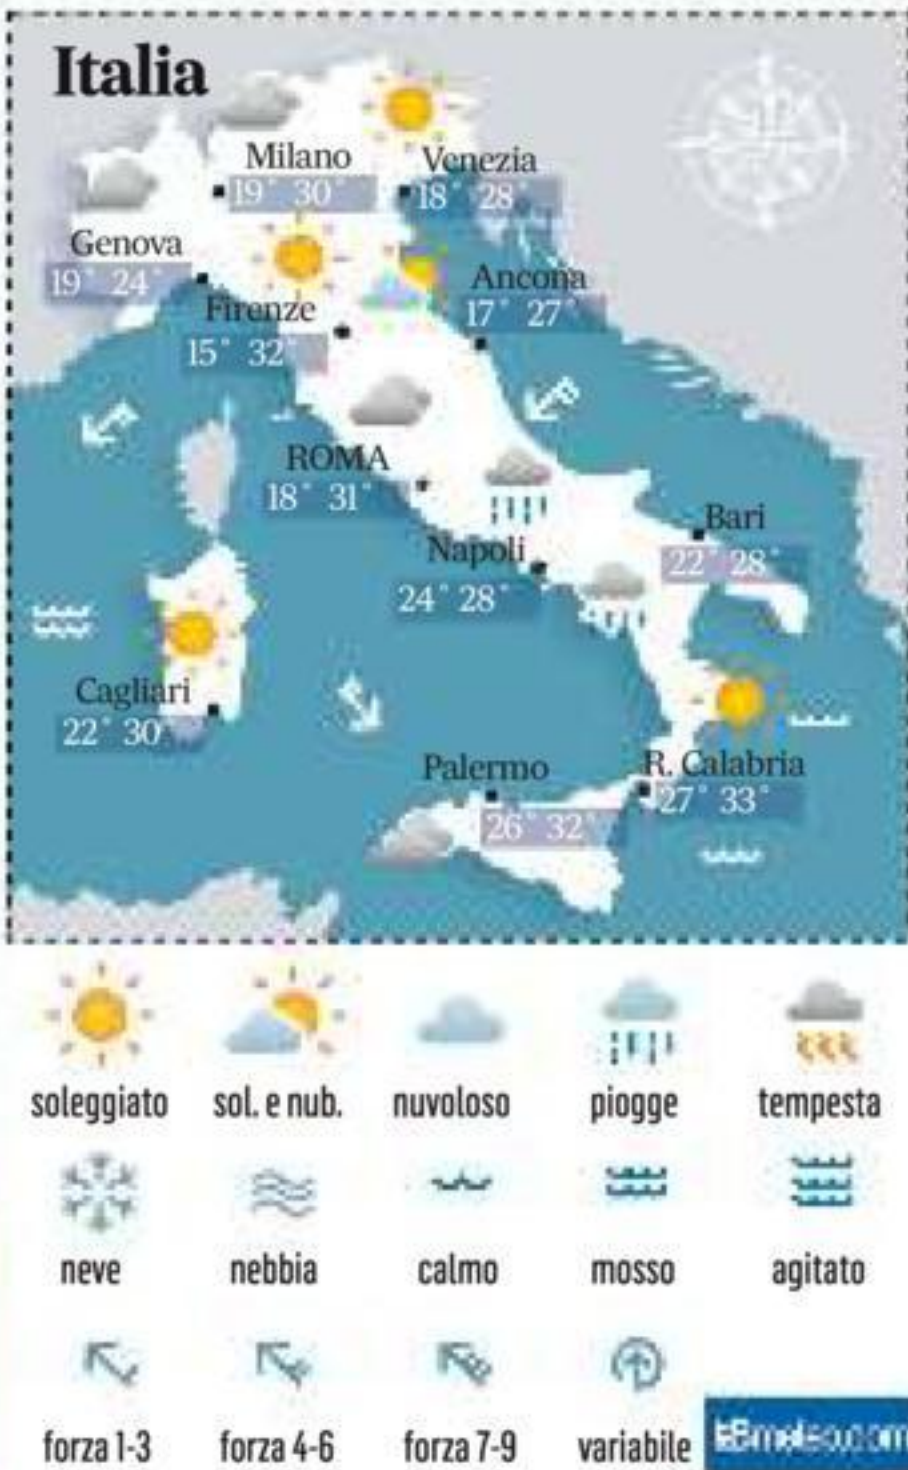 Italia
Milano
19° 30°
Venezia
18° 28°
Genova
19° 24°
Firenze
15° 32°
Ancona
17° 27°
ROMA
18° 31°
Napoli
24° 28°
Bari
22° 28°
Cagliari
22° 30°
Palermo
26° 32°
R. Calabria
27° 33°
soleggiato
sol. e nub.
nuvoloso
piogge
tempesta
neve
nebbia
calmo
mosso
agitato
forza 1-3
forza 4-6
forza 7-9
variabile